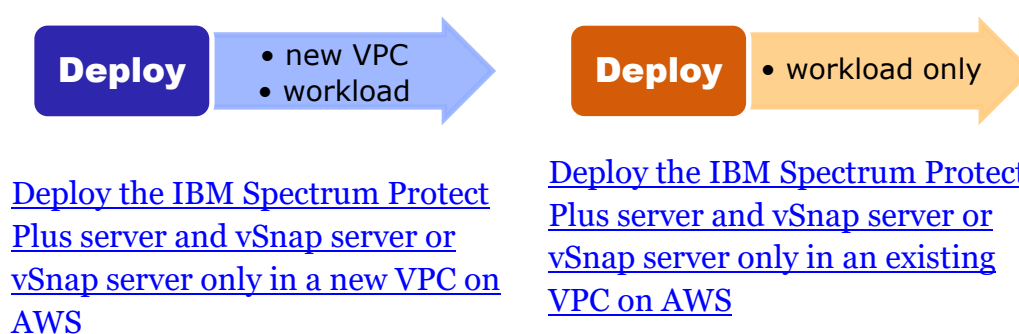 Deploy
• new VPC
• workload
Deploy the IBM Spectrum Protect
Plus server and vSnap server or
vSnap server only in a new VPC on
AWS
Deploy
• workload only
Deploy the IBM Spectrum Protect
Plus server and vSnap server or
vSnap server only in an existing
VPC on AWS